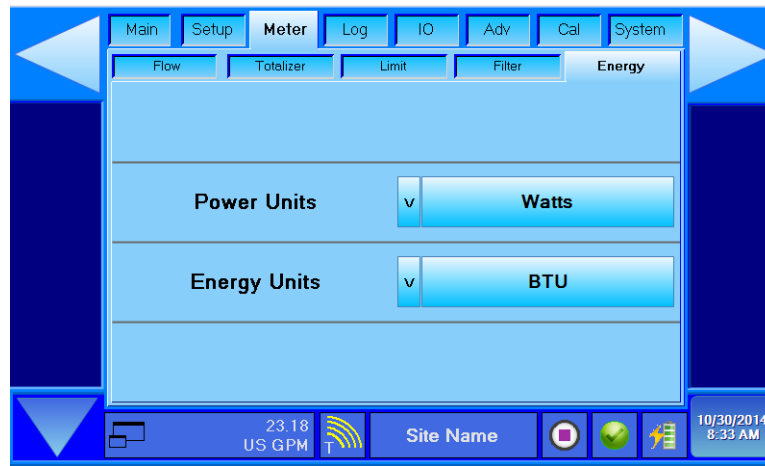 Main Setup Meter Log IO Adv Cal System
Flow Totalizer Limit Filter Energy
Power Units v Watts
Energy Units v BTU
23.18
US GPM T Site Name
10/30/2014
8:33 AM